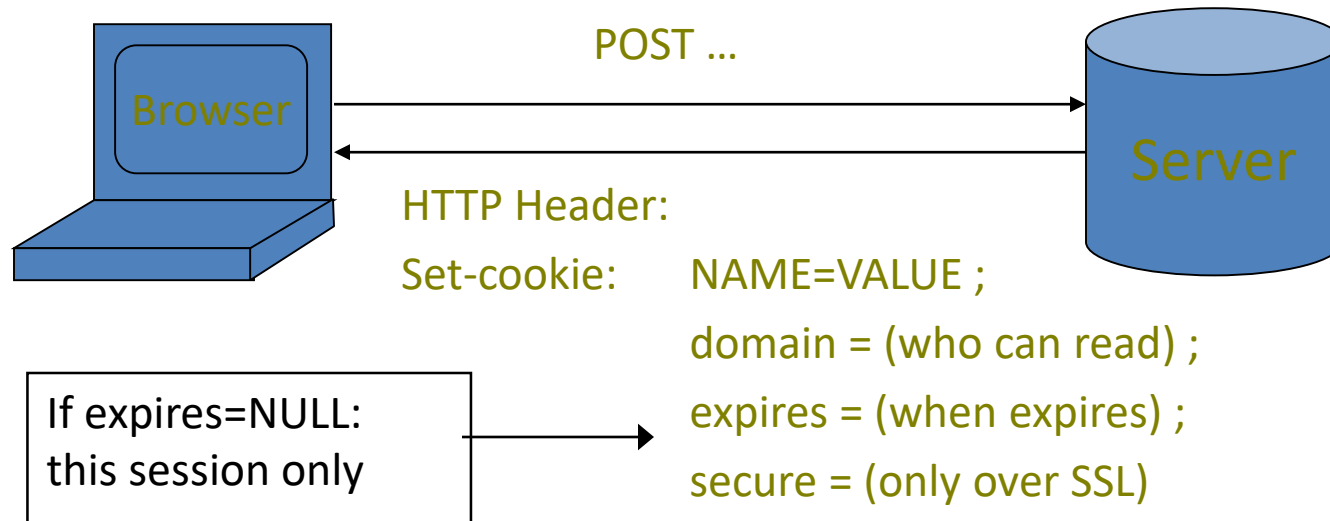 POST ...
Browser
Server
HTTP Header:
Set-cookie: NAME=VALUE ;
domain = (who can read) ;
expires = (when expires) ;
secure = (only over SSL)
If expires=NULL:
this session only